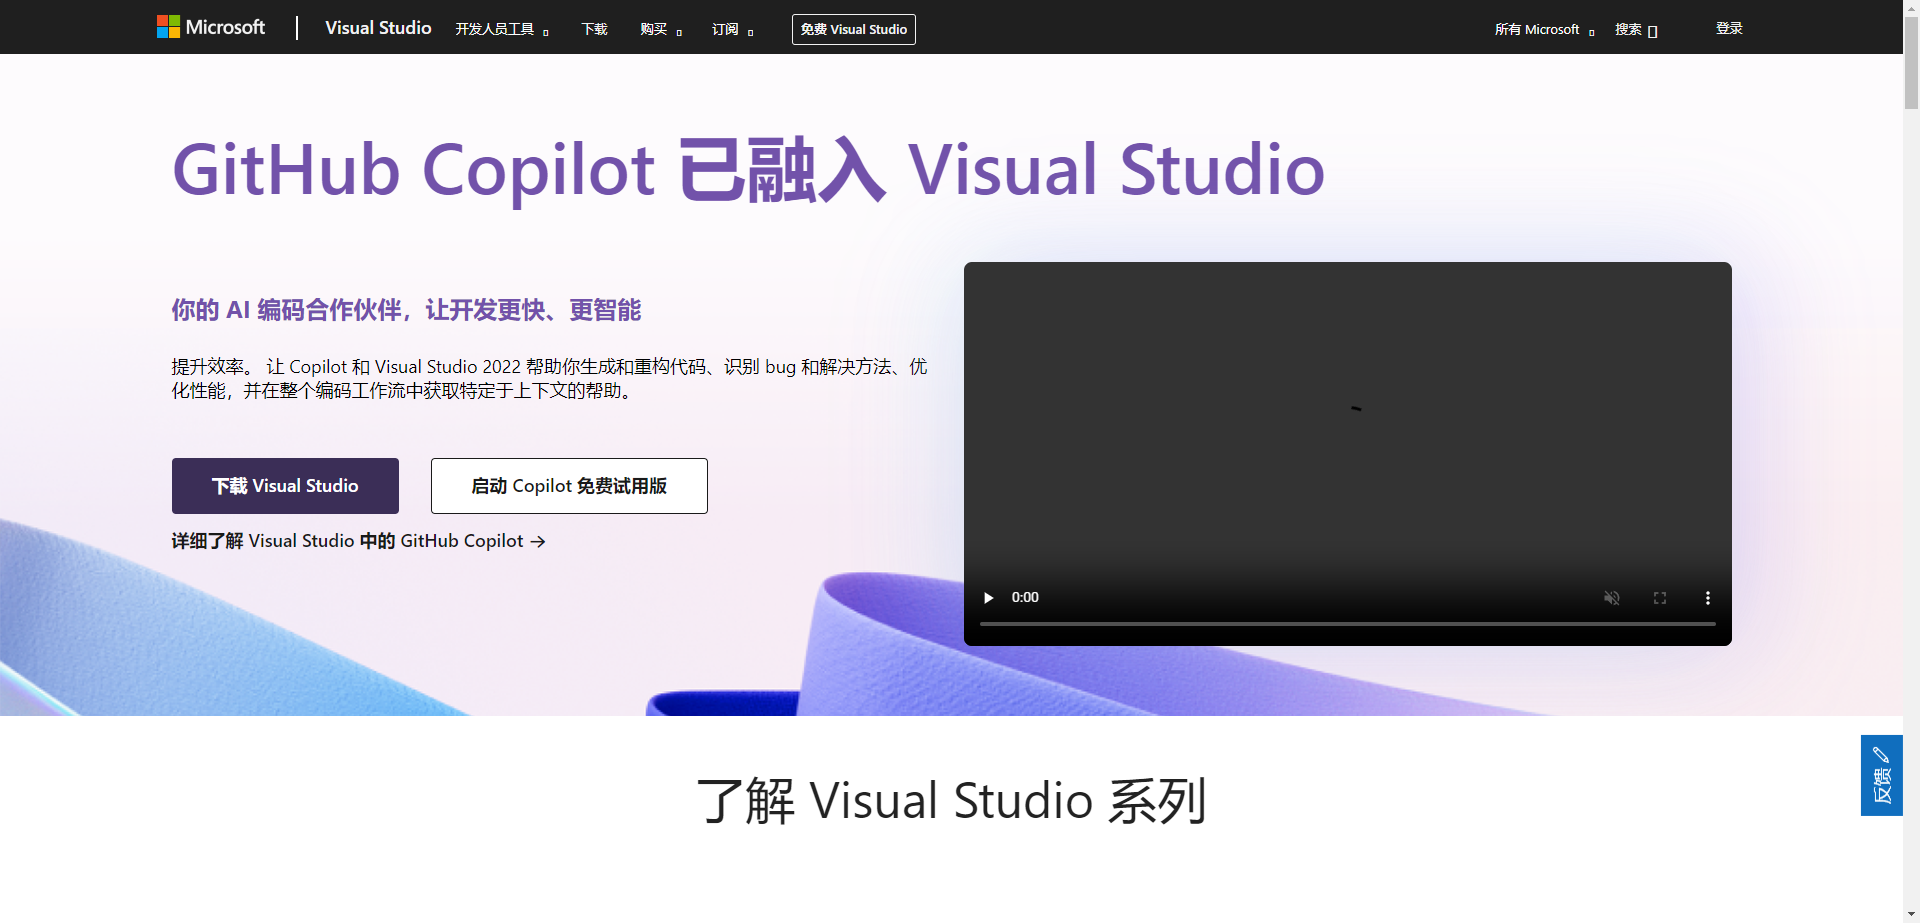 Microsoft
Visual Studio
开发人员工具
下载
购买
订阅
免费 Visual Studio
所有 Microsoft
搜索
登录
GitHub Copilot 已融入 Visual Studio
你的 AI 编码合作伙伴，让开发更快、更智能
提升效率。 让 Copilot 和 Visual Studio 2022 帮助你生成和重构代码、识别 bug 和解决方法、优
化性能，并在整个编码工作流中获取特定于上下文的帮助。
下载 Visual Studio
启动 Copilot 免费试用版
详细了解 Visual Studio 中的 GitHub Copilot →
0:00
反馈
了解 Visual Studio 系列